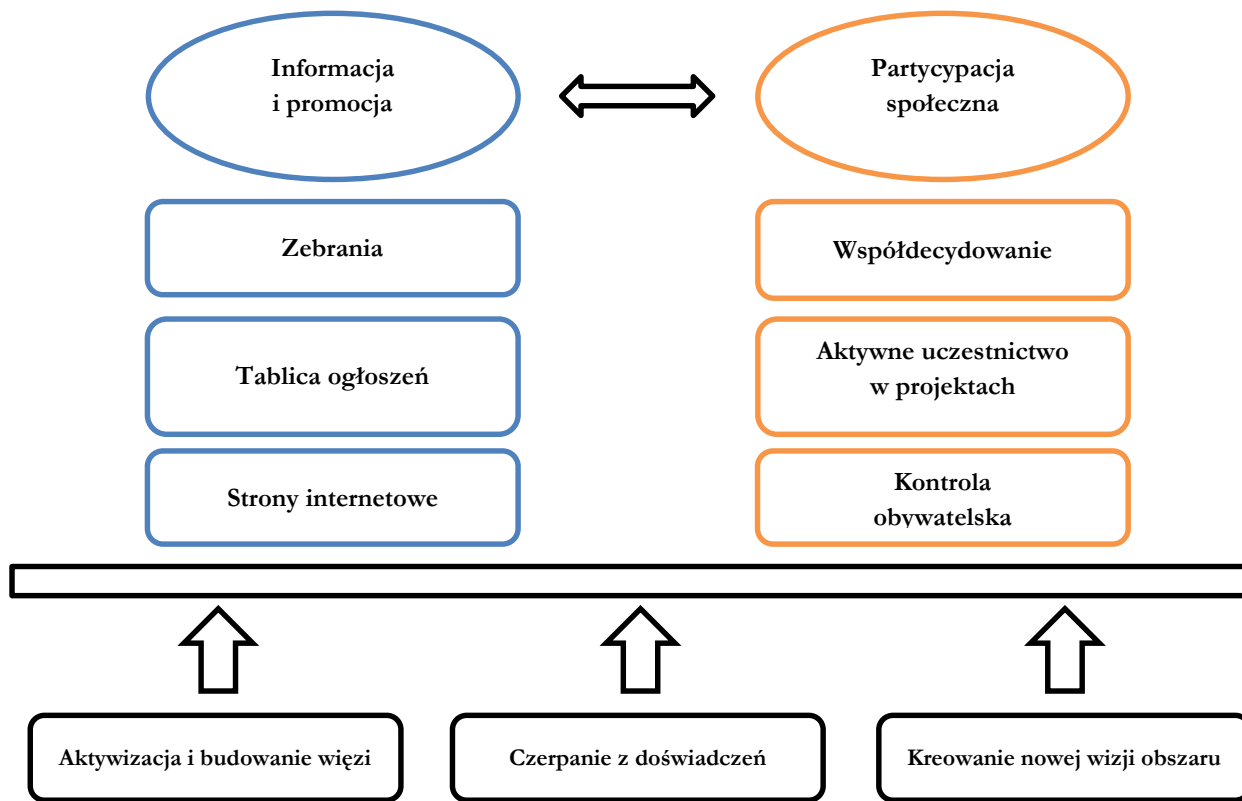 Informacja
i promocja
Partycypacja
społeczna
Zebrania
Współdecydowanie
Tablica ogłoszeń
Aktywne uczestnictwo
w projektach
Strony internetowe
Kontrola
obywatelska
Aktywizacja i budowanie więzi
Czerpanie z doświadczeń
Kreowanie nowej wizji obszaru